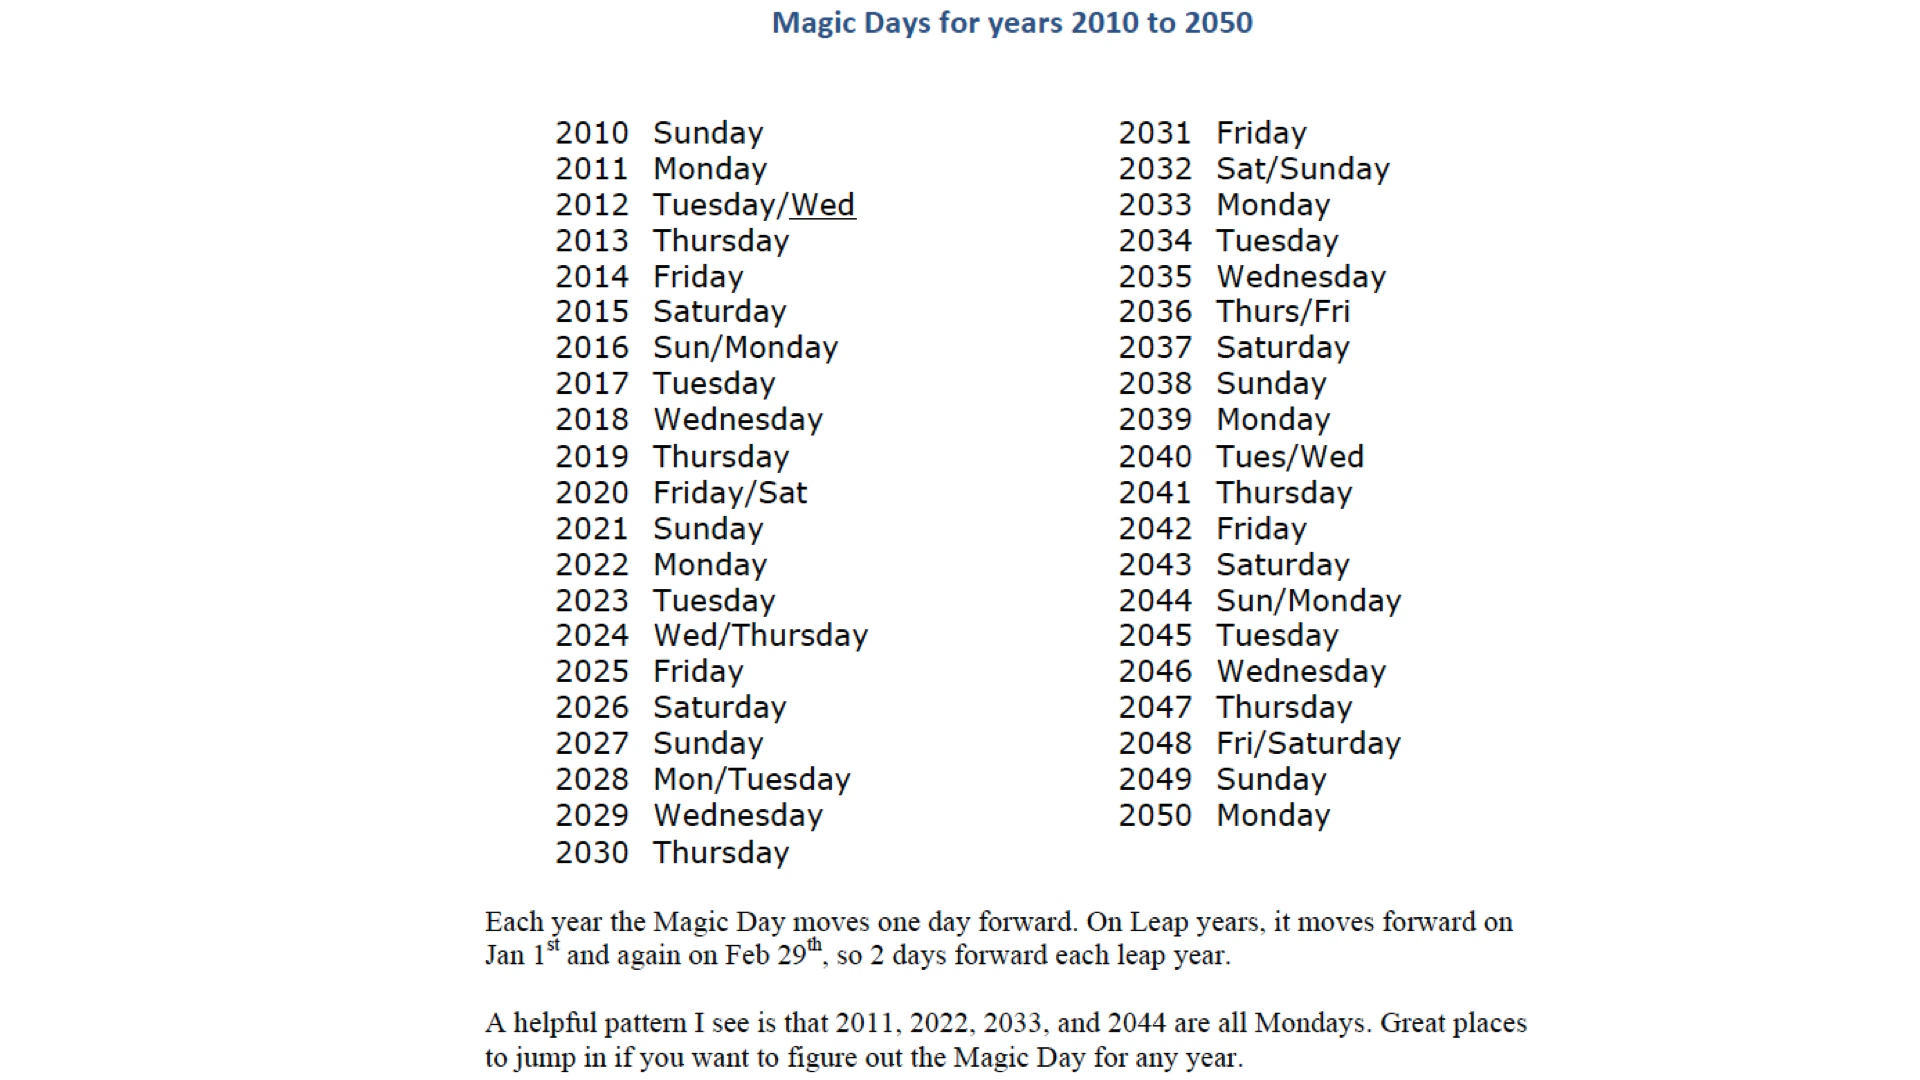 Magic Days for years 2010 to 2050
2010 Sunday
2011 Monday
2012 Tuesday/Wed
2013 Thursday
2014 Friday
2015 Saturday
2016 Sun/Monday
2017 Tuesday
2018 Wednesday
2019 Thursday
2020 Friday/Sat
2021 Sunday
2022 Monday
2023 Tuesday
2024 Wed/Thursday
2025 Friday
2026 Saturday
2027 Sunday
2028 Mon/Tuesday
2029 Wednesday
2030 Thursday
2031 Friday
2032 Sat/Sunday
2033 Monday
2034 Tuesday
2035 Wednesday
2036 Thurs/Fri
2037 Saturday
2038 Sunday
2039 Monday
2040 Tues/Wed
2041 Thursday
2042 Friday
2043 Saturday
2044 Sun/Monday
2045 Tuesday
2046 Wednesday
2047 Thursday
2048 Fri/Saturday
2049 Sunday
2050 Monday
Each year the Magic Day moves one day forward. On Leap years, it moves forward on
Jan 1st and again on Feb 29th, so 2 days forward each leap year.
A helpful pattern I see is that 2011, 2022, 2033, and 2044 are all Mondays. Great places
to jump in if you want to figure out the Magic Day for any year.